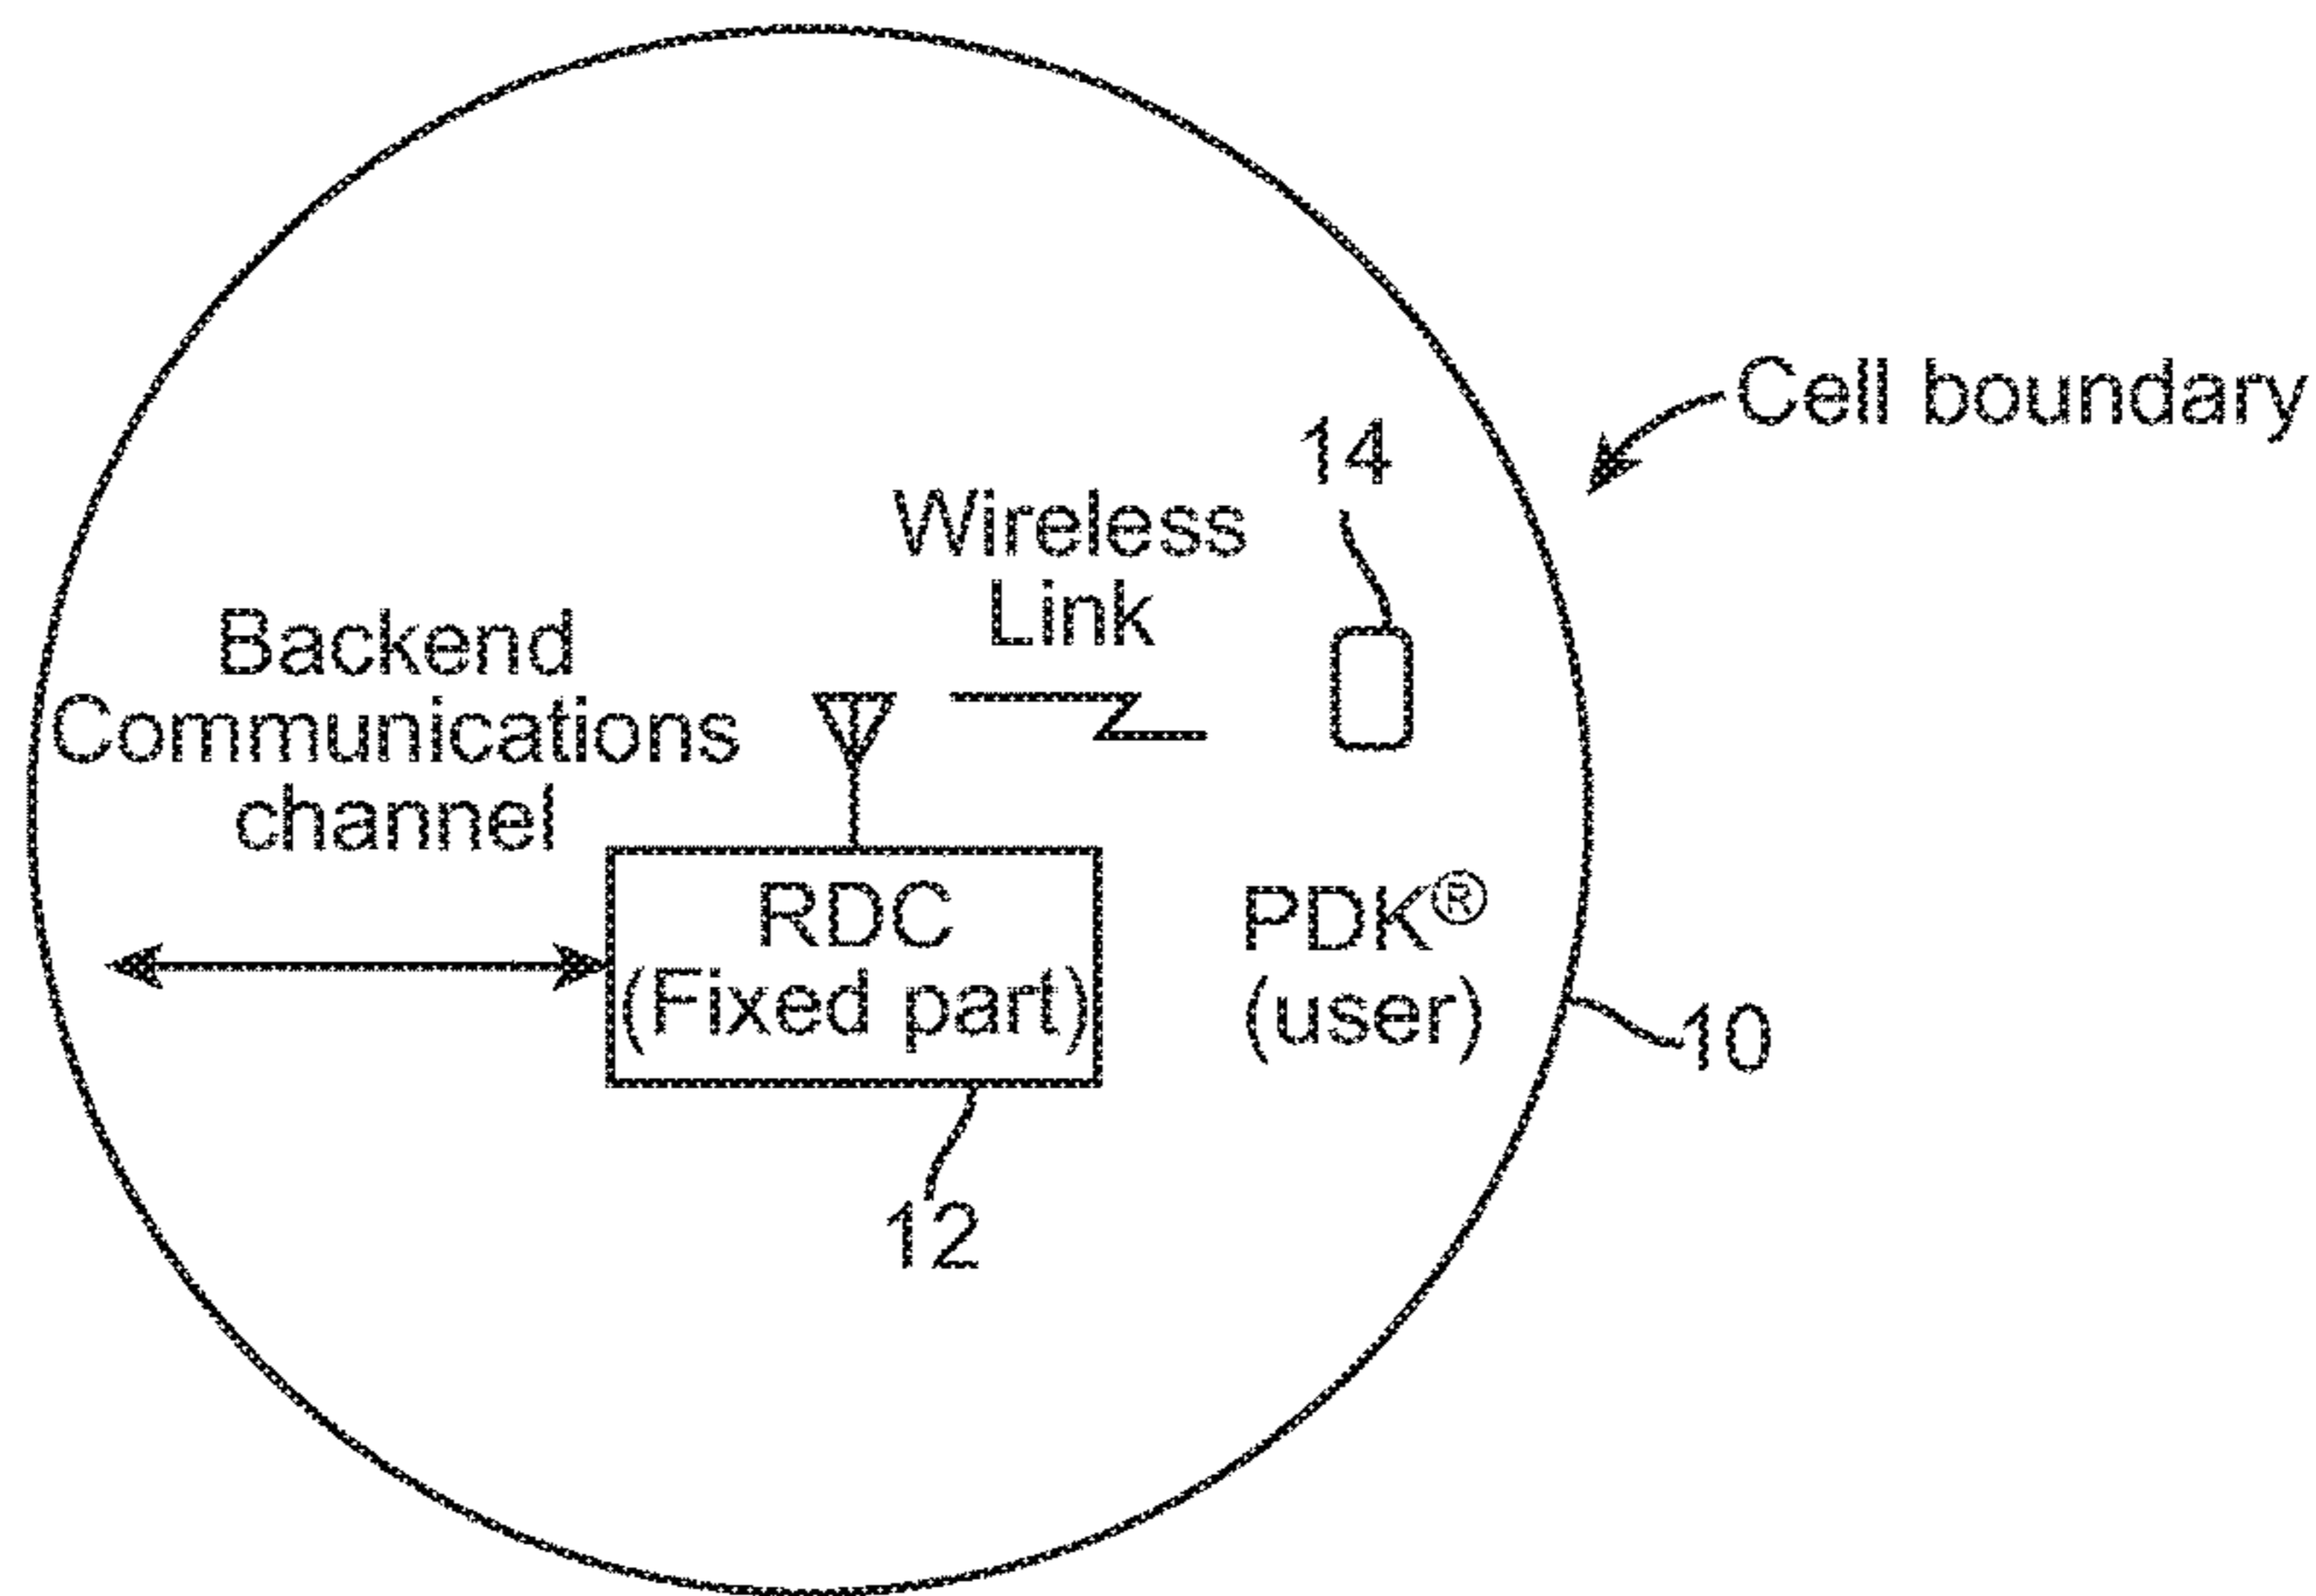 Cell boundary
14
Wireless
Link
Backend
Communications
channel
RDC
(Fixed part)
PDK®
(user)
10
12